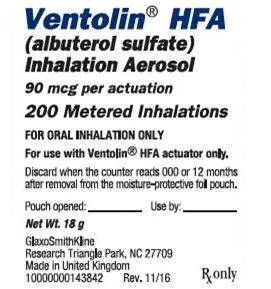 Ventolin® HFA
(albuterol sulfate)
Inhalation Aerosol
90 mcg per actuation
200 Metered Inhalations
FOR ORAL INHALATION ONLY
For use with Ventolin® HFA actuator only.
Discard when the counter reads 000 or 12 months
after removal from the moisture-protective foil pouch.
Pouch opened: Use by:
Net Wt. 18 g
GlaxoSmithKline
Research Triangle Park, NC 27709
Made in United Kingdom
10000000143842 Rev. 11/16 ℞ only